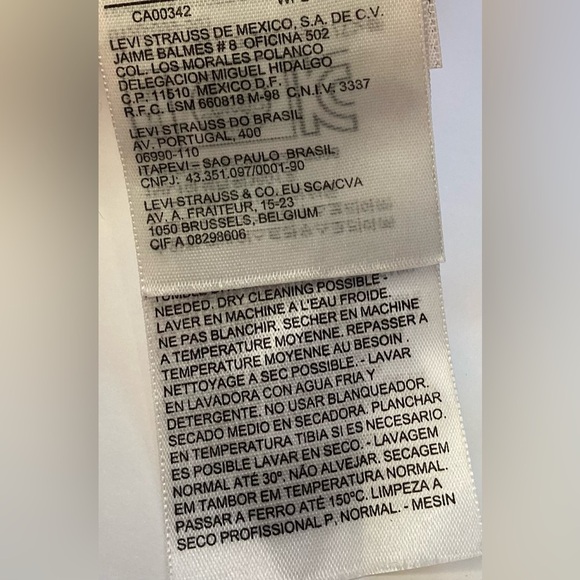 CA00342
LEVI STRAUSS DE MEXICO, S.A. DE C.V.
JAIME BALMES # 8 OFICINA 502
COL. LOS MORALES POLANCO
DELEGACION MIGUEL HIDALGO
C.P. 11510, MEXICO D.F.
R.F.C. LSM 660818 M-98 C.N.I.V. 3337
LEVI STRAUSS DO BRASIL
AV. PORTUGAL, 400
06990-110
ITAPEVI – SAO PAULO BRASIL
CNPJ: 43.351.097/0001-90
LEVI STRAUSS & CO. EU SCA/CVA
AV. A. FRAITEUR, 15-23
1050 BRUSSELS, BELGIUM
CIF A 08298606
NEEDED. DRY CLEANING POSSIBLE -
LAVER EN MACHINE A L'EAU FROIDE.
NE PAS BLANCHIR. SECHER EN MACHINE
A TEMPERATURE MOYENNE. REPASSER A
TEMPERATURE MOYENNE AU BESOIN .
NETTOYAGE A SEC POSSIBLE. - LAVAR
EN LAVADORA CON AGUA FRIA Y
DETERGENTE. NO USAR BLANQUEADOR.
SECADO MEDIO EN SECADORA. PLANCHAR
EN TEMPERATURA TIBIA SI ES NECESARIO.
ES POSIBLE LAVAR EN SECO. - LAVAGEM
NORMAL ATÉ 30º. NÃO ALVEJAR. SECAGEM
EM TAMBOR EM TEMPERATURA NORMAL.
PASSAR A FERRO ATÉ 150ºC. LIMPEZA A
SECO PROFISSIONAL P, NORMAL. - MESIN